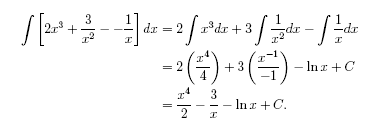 ∫[2x³ + 3/x² − −1/x] dx = 2∫x³dx + 3∫1/x² dx − ∫1/x dx
= 2(x⁴/4) + 3(x⁻¹/−1) − ln x + C
= x⁴/2 − 3/x − ln x + C.